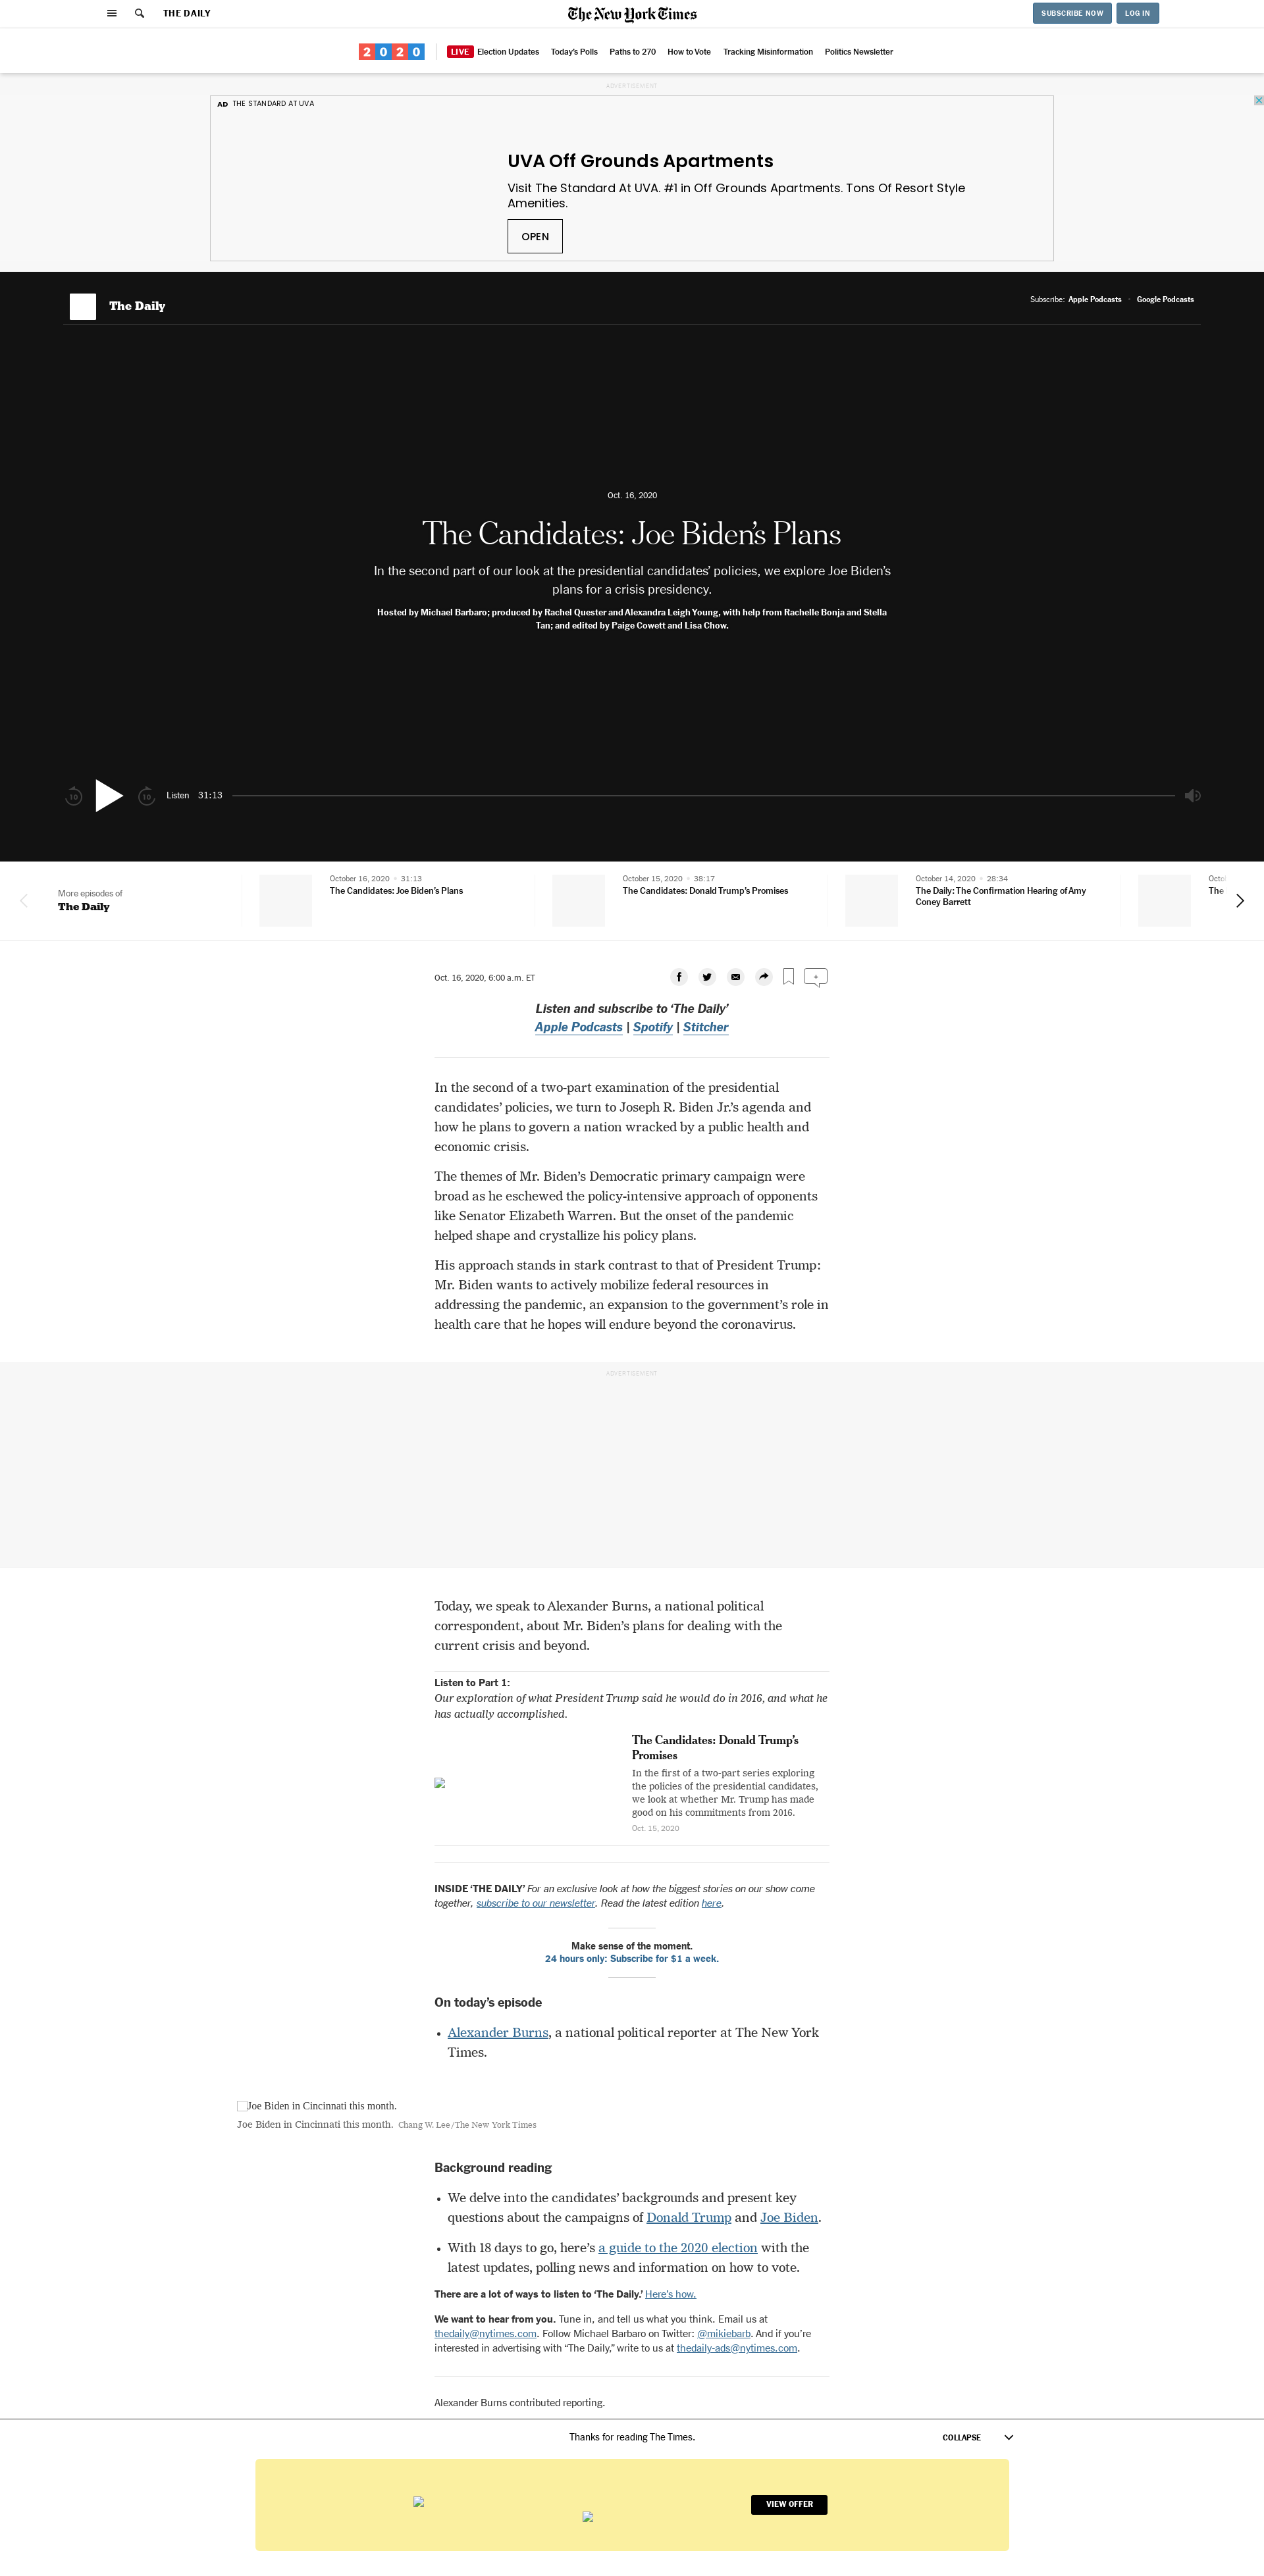 THE DAILY
The New York Times
SUBSCRIBE NOW
LOG IN
2020
LIVE Election Updates Today's Polls Paths to 270 How to Vote Tracking Misinformation Politics Newsletter
ADVERTISEMENT
AD THE STANDARD AT UVA
UVA Off Grounds Apartments
Visit The Standard At UVA. #1 in Off Grounds Apartments. Tons Of Resort Style
Amenities.
OPEN
The Daily
Subscribe: Apple Podcasts Google Podcasts
Oct. 16, 2020
The Candidates: Joe Biden’s Plans
In the second part of our look at the presidential candidates’ policies, we explore Joe Biden’s
plans for a crisis presidency.
Hosted by Michael Barbaro; produced by Rachel Quester and Alexandra Leigh Young, with help from Rachelle Bonja and Stella
Tan; and edited by Paige Cowett and Lisa Chow.
10
10
Listen 31:13
More episodes of
The Daily
October 16, 2020 • 31:13
The Candidates: Joe Biden’s Plans
October 15, 2020 • 38:17
The Candidates: Donald Trump’s Promises
October 14, 2020 • 28:34
The Daily: The Confirmation Hearing of Amy
Coney Barrett
The
Oct. 16, 2020, 6:00 a.m. ET
+
Listen and subscribe to ‘The Daily’
Apple Podcasts | Spotify | Stitcher
In the second of a two-part examination of the presidential
candidates’ policies, we turn to Joseph R. Biden Jr.’s agenda and
how he plans to govern a nation wracked by a public health and
economic crisis.
The themes of Mr. Biden’s Democratic primary campaign were
broad as he eschewed the policy-intensive approach of opponents
like Senator Elizabeth Warren. But the onset of the pandemic
helped shape and crystallize his policy plans.
His approach stands in stark contrast to that of President Trump:
Mr. Biden wants to actively mobilize federal resources in
addressing the pandemic, an expansion to the government’s role in
health care that he hopes will endure beyond the coronavirus.
ADVERTISEMENT
Today, we speak to Alexander Burns, a national political
correspondent, about Mr. Biden’s plans for dealing with the
current crisis and beyond.
Listen to Part 1:
Our exploration of what President Trump said he would do in 2016, and what he
has actually accomplished.
The Candidates: Donald Trump’s
Promises
In the first of a two-part series exploring
the policies of the presidential candidates,
we look at whether Mr. Trump has made
good on his commitments from 2016.
Oct. 15, 2020
INSIDE ‘THE DAILY’ For an exclusive look at how the biggest stories on our show come
together, subscribe to our newsletter. Read the latest edition here.
Make sense of the moment.
24 hours only: Subscribe for $1 a week.
On today’s episode
• Alexander Burns, a national political reporter at The New York
Times.
Joe Biden in Cincinnati this month.
Joe Biden in Cincinnati this month. Chang W. Lee/The New York Times
Background reading
• We delve into the candidates’ backgrounds and present key
questions about the campaigns of Donald Trump and Joe Biden.
• With 18 days to go, here’s a guide to the 2020 election with the
latest updates, polling news and information on how to vote.
There are a lot of ways to listen to ‘The Daily.’ Here’s how.
We want to hear from you. Tune in, and tell us what you think. Email us at
thedaily@nytimes.com. Follow Michael Barbaro on Twitter: @mikiebarb. And if you’re
interested in advertising with “The Daily,” write to us at thedaily-ads@nytimes.com.
Alexander Burns contributed reporting.
Thanks for reading The Times.
COLLAPSE
VIEW OFFER